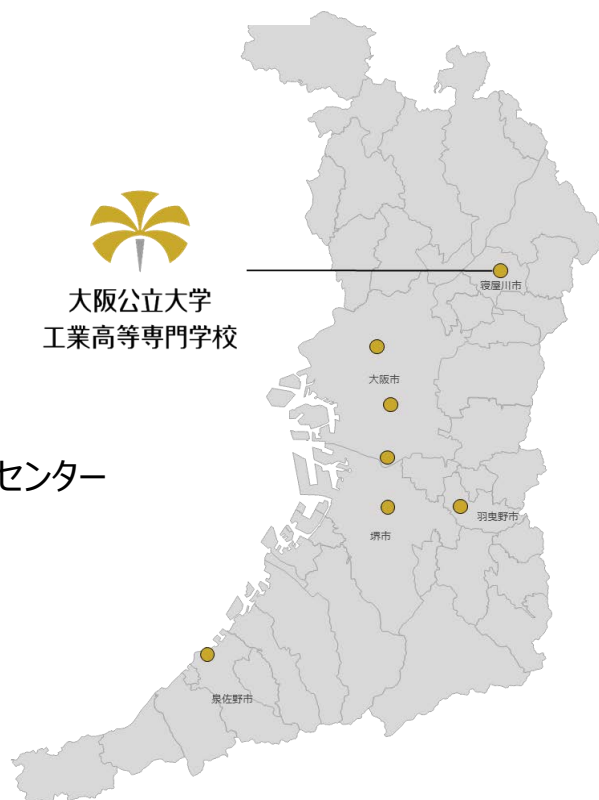 大阪公立大学
工業高等専門学校
寝屋川市
大阪市
センター
羽曳野市
堺市
泉佐野市